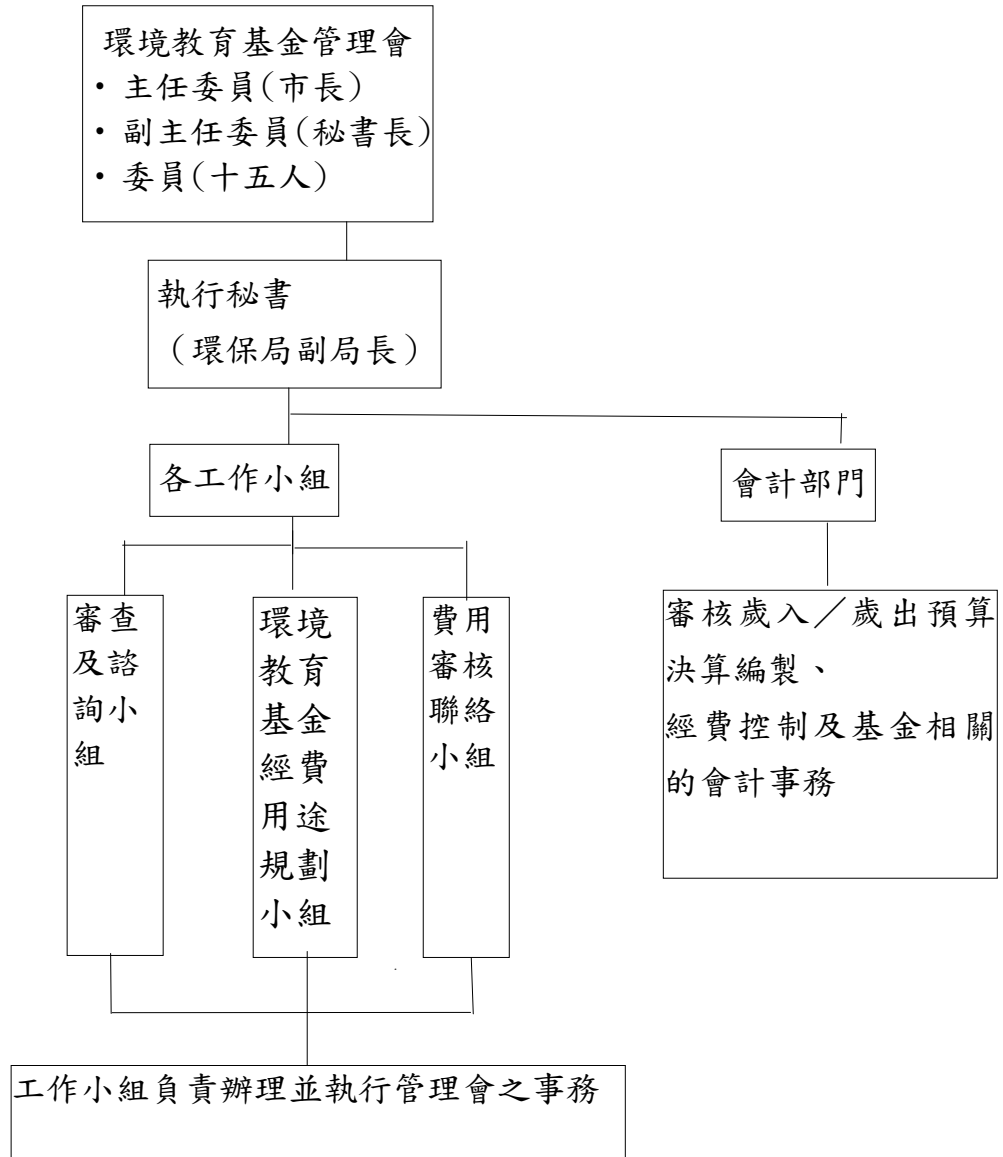 環境教育基金管理會
・主任委員(市長)
・副主任委員(秘書長)
・委員(十五人)
執行秘書
（環保局副局長）
各工作小組
會計部門
審查
及諮
詢小
組
環境
教育
基金
經費
用途
規劃
小組
費用
審核
聯絡
小組
審核歲入／歲出預算
決算編製、
經費控制及基金相關
的會計事務
工作小組負責辦理並執行管理會之事務